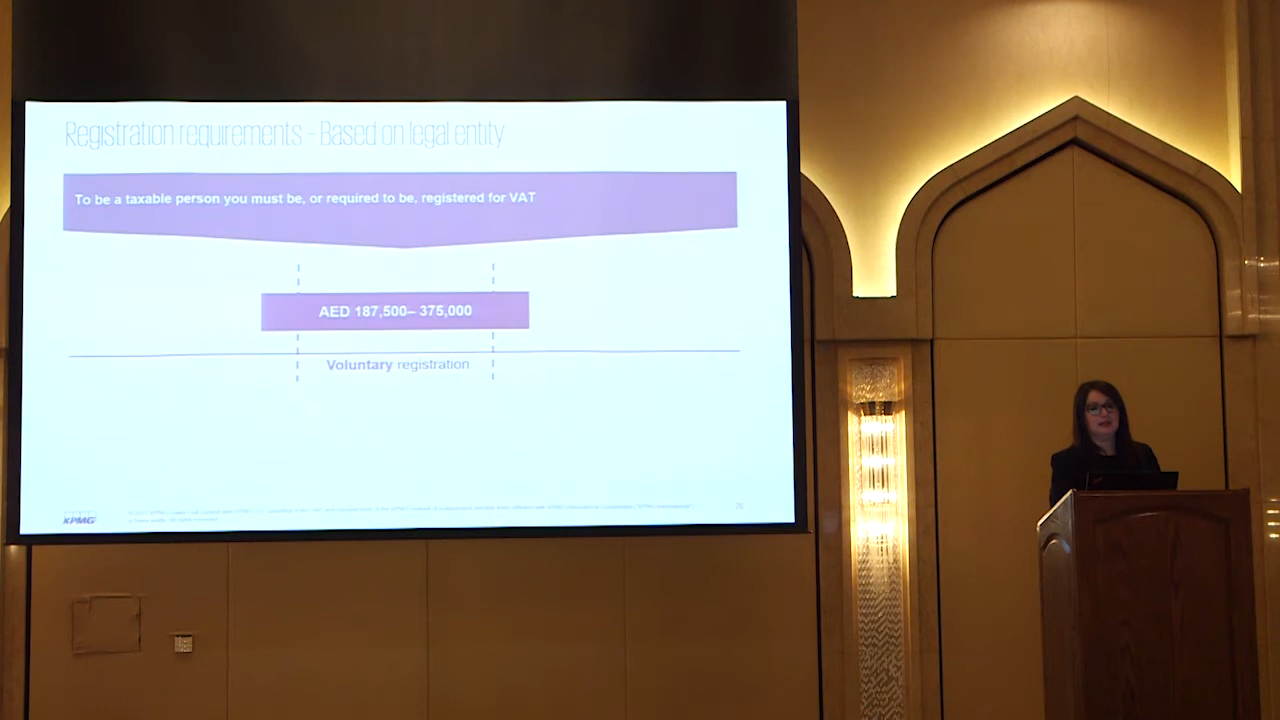 Registration requirements - Based on legal entity
To be a taxable person you must be, or required to be, registered for VAT
AED 187,500– 375,000
Voluntary registration
KPMG